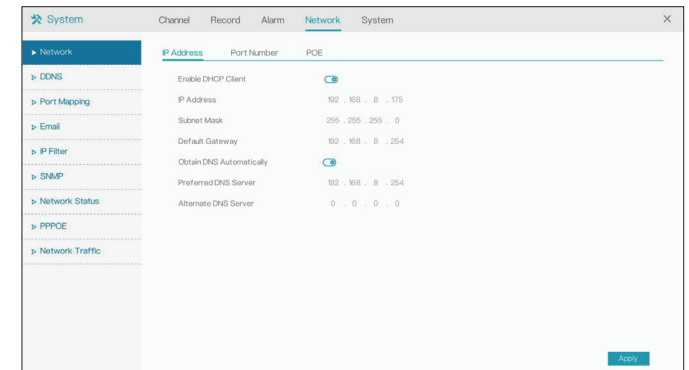 System
Channel Record Alarm Network System
Network
DDNS
Port Mapping
Email
IP Filter
SNMP
Network Status
PPPOE
Network Traffic
IP Address Port Number POE
Enable DHCP Client
IP Address 192 . 168 . 8 . 175
Subnet Mask 255 . 255 . 255 . 0
Default Gateway 192 . 168 . 8 . 254
Obtain DNS Automatically
Preferred DNS Server 192 . 168 . 8 . 254
Alternate DNS Server 0 . 0 . 0 . 0
Apply